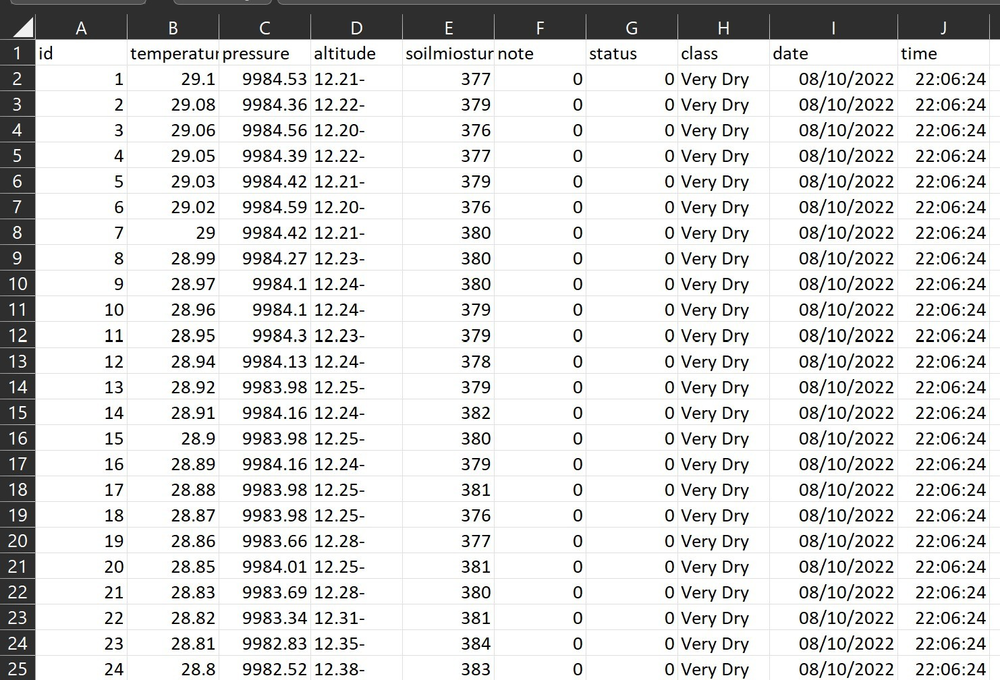 A B C D E F G H I J
1 id temperatur pressure altitude soilmiostur note status class date time
2 1 29.1 9984.53 12.21- 377 0 0 Very Dry 08/10/2022 22:06:24
3 2 29.08 9984.36 12.22- 379 0 0 Very Dry 08/10/2022 22:06:24
4 3 29.06 9984.56 12.20- 376 0 0 Very Dry 08/10/2022 22:06:24
5 4 29.05 9984.39 12.22- 377 0 0 Very Dry 08/10/2022 22:06:24
6 5 29.03 9984.42 12.21- 379 0 0 Very Dry 08/10/2022 22:06:24
7 6 29.02 9984.59 12.20- 376 0 0 Very Dry 08/10/2022 22:06:24
8 7 29 9984.42 12.21- 380 0 0 Very Dry 08/10/2022 22:06:24
9 8 28.99 9984.27 12.23- 380 0 0 Very Dry 08/10/2022 22:06:24
10 9 28.97 9984.1 12.24- 380 0 0 Very Dry 08/10/2022 22:06:24
11 10 28.96 9984.1 12.24- 379 0 0 Very Dry 08/10/2022 22:06:24
12 11 28.95 9984.3 12.23- 379 0 0 Very Dry 08/10/2022 22:06:24
13 12 28.94 9984.13 12.24- 378 0 0 Very Dry 08/10/2022 22:06:24
14 13 28.92 9983.98 12.25- 379 0 0 Very Dry 08/10/2022 22:06:24
15 14 28.91 9984.16 12.24- 382 0 0 Very Dry 08/10/2022 22:06:24
16 15 28.9 9983.98 12.25- 380 0 0 Very Dry 08/10/2022 22:06:24
17 16 28.89 9984.16 12.24- 379 0 0 Very Dry 08/10/2022 22:06:24
18 17 28.88 9983.98 12.25- 381 0 0 Very Dry 08/10/2022 22:06:24
19 18 28.87 9983.98 12.25- 376 0 0 Very Dry 08/10/2022 22:06:24
20 19 28.86 9983.66 12.28- 377 0 0 Very Dry 08/10/2022 22:06:24
21 20 28.85 9984.01 12.25- 381 0 0 Very Dry 08/10/2022 22:06:24
22 21 28.83 9983.69 12.28- 380 0 0 Very Dry 08/10/2022 22:06:24
23 22 28.82 9983.34 12.31- 381 0 0 Very Dry 08/10/2022 22:06:24
24 23 28.81 9982.83 12.35- 384 0 0 Very Dry 08/10/2022 22:06:24
25 24 28.8 9982.52 12.38- 383 0 0 Very Dry 08/10/2022 22:06:24